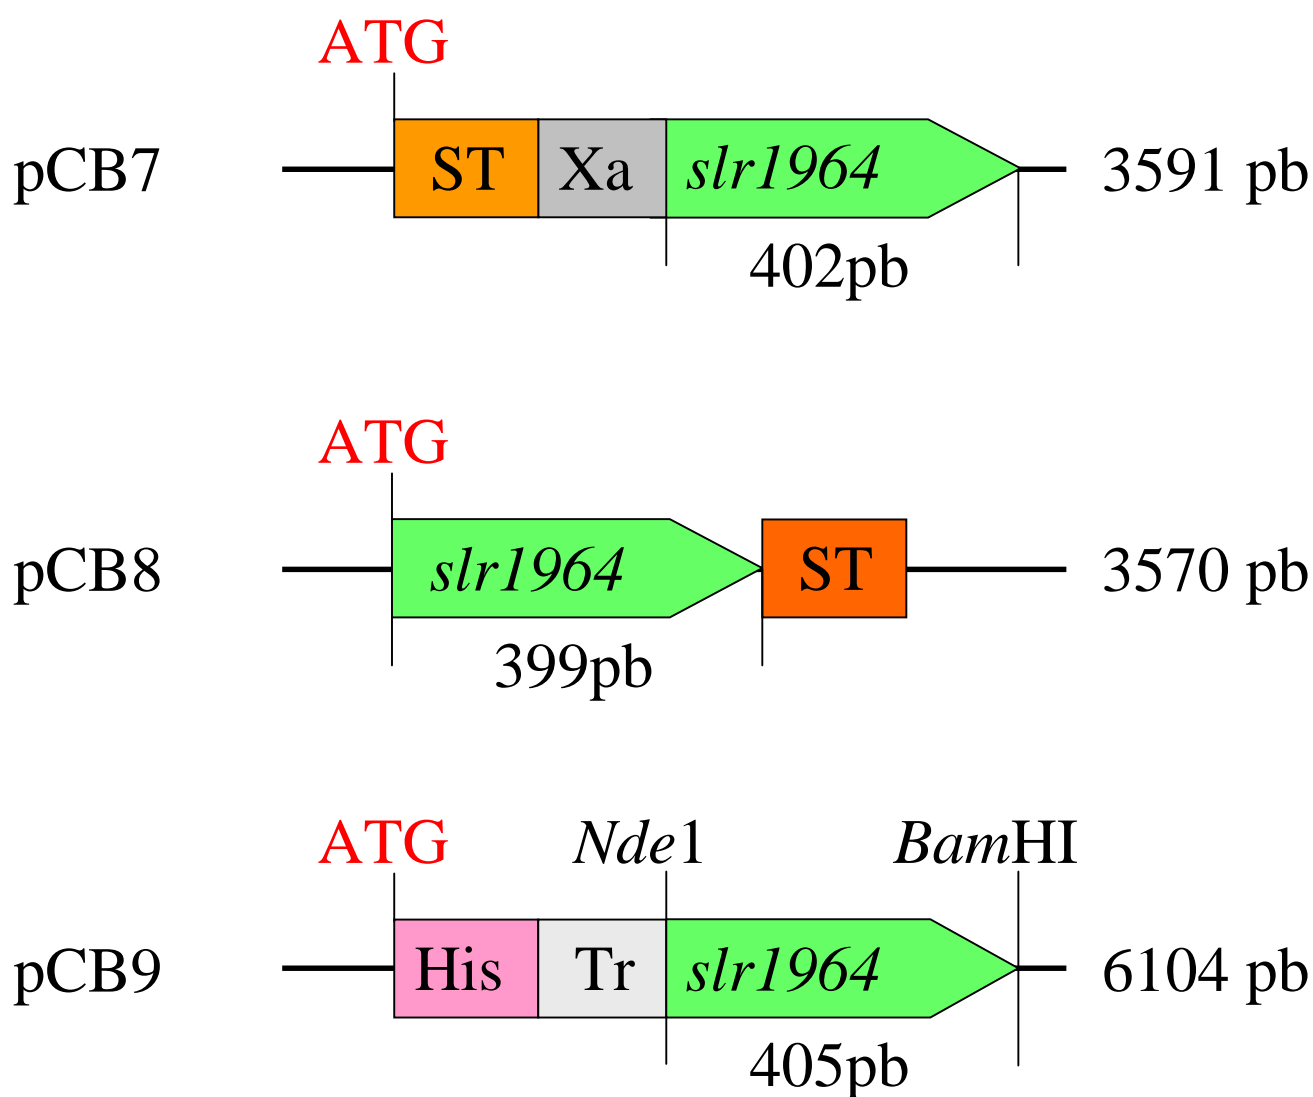 ATG
pCB7 ST Xa slr1964 3591 pb
402pb
ATG
pCB8 slr1964 ST 3570 pb
399pb
ATG Nde1 BamHI
pCB9 His Tr slr1964 6104 pb
405pb